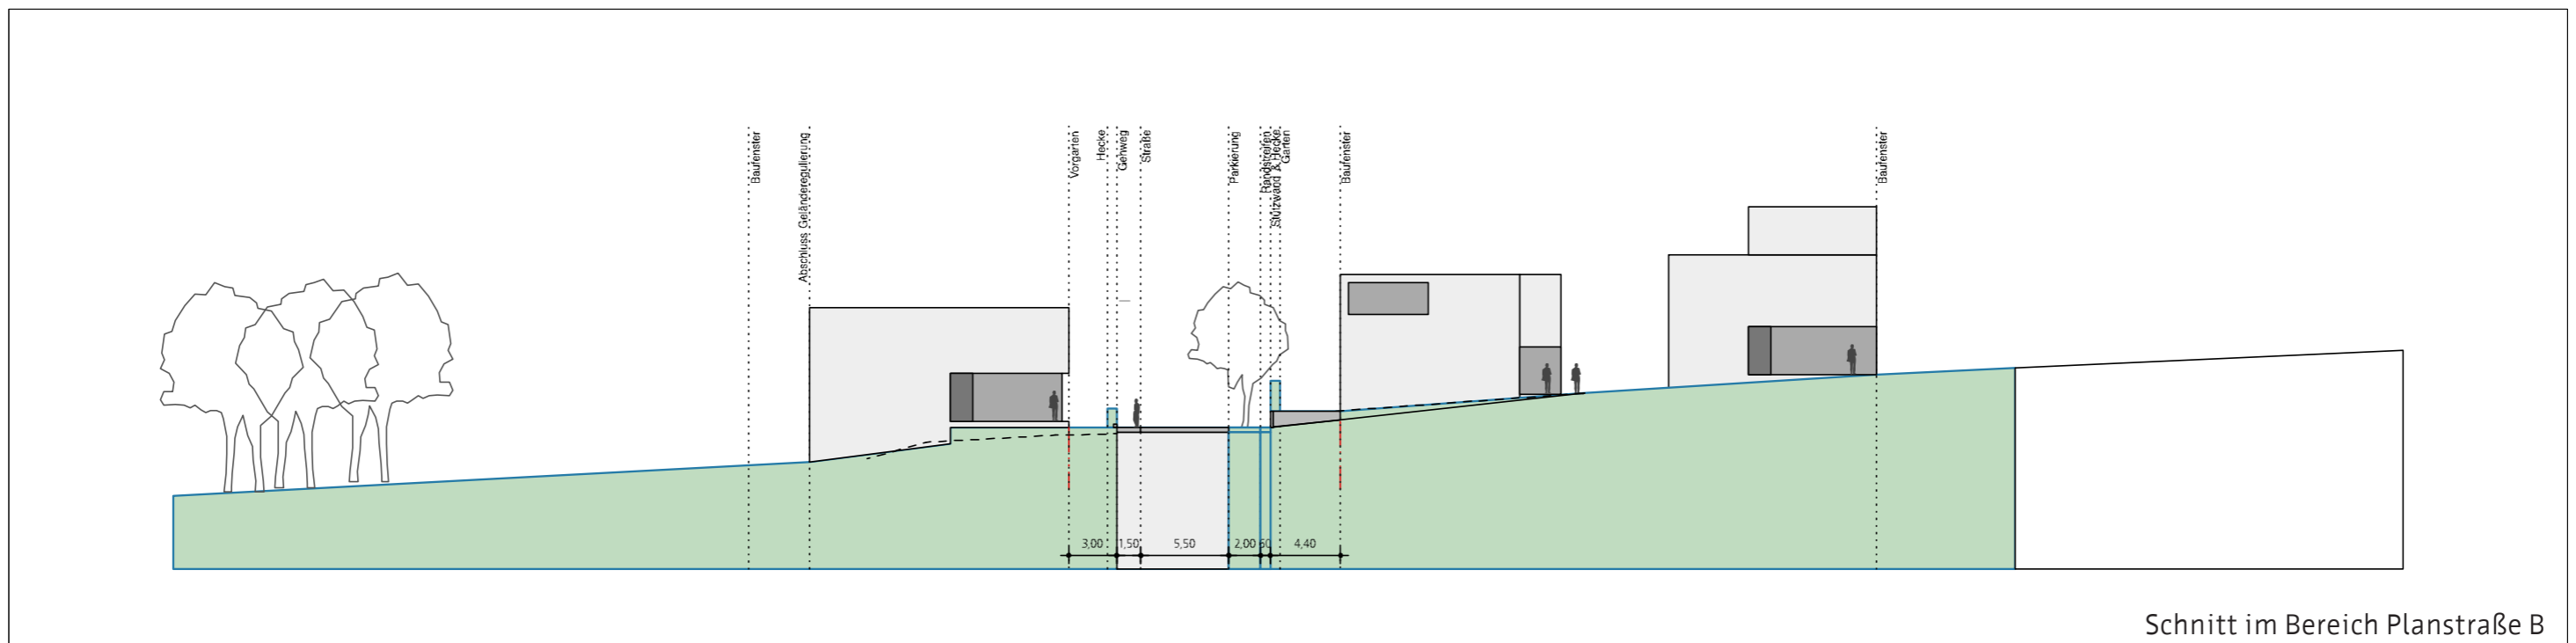 Baufenster
Abschluss Geländeregulierung
Vorgarten
Hecke
Gehweg
Straße
Parkierung
Randstreifen
Stützwand & Hecke
Garten
Baufenster
Baufenster
3,00 1,50 5,50 2,00 60 4,40
Schnitt im Bereich Planstraße B